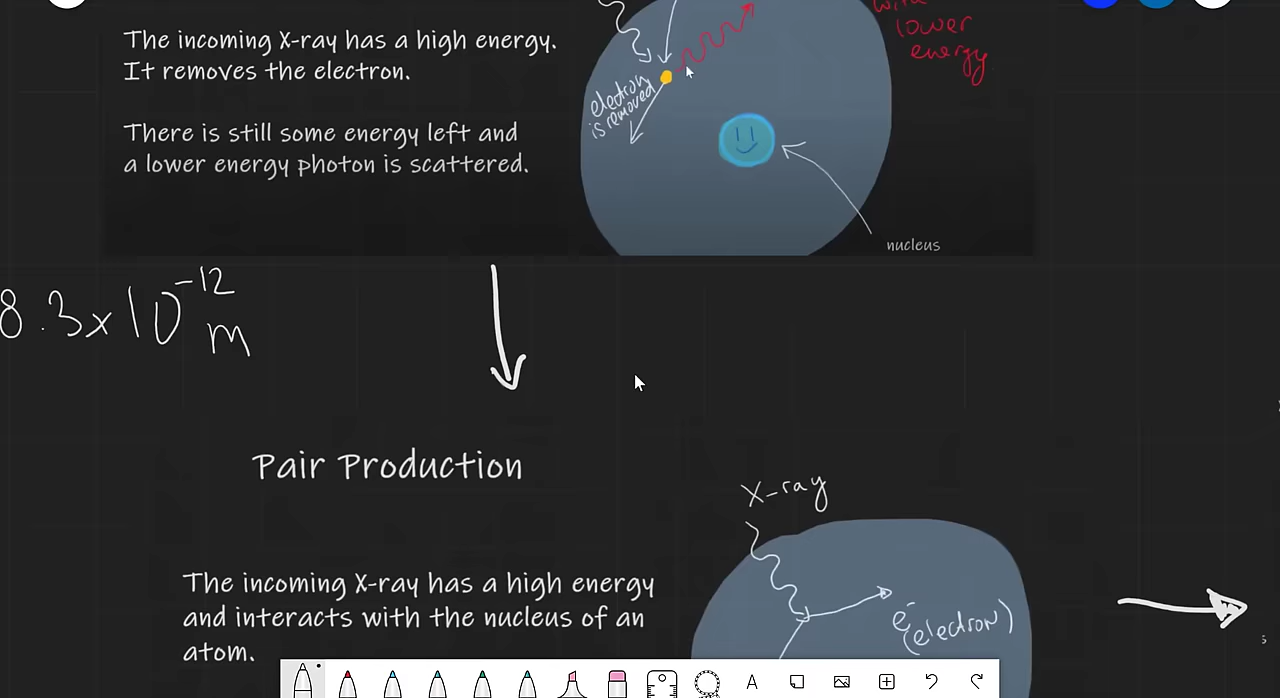 with
lower
energy.
The incoming X-ray has a high energy.
It removes the electron.
electron
is removed
There is still some energy left and
a lower energy photon is scattered.
nucleus
8.3x10-12 m
Pair Production
X-ray
The incoming X-ray has a high energy
and interacts with the nucleus of an
atom.
e-
(electron)
A